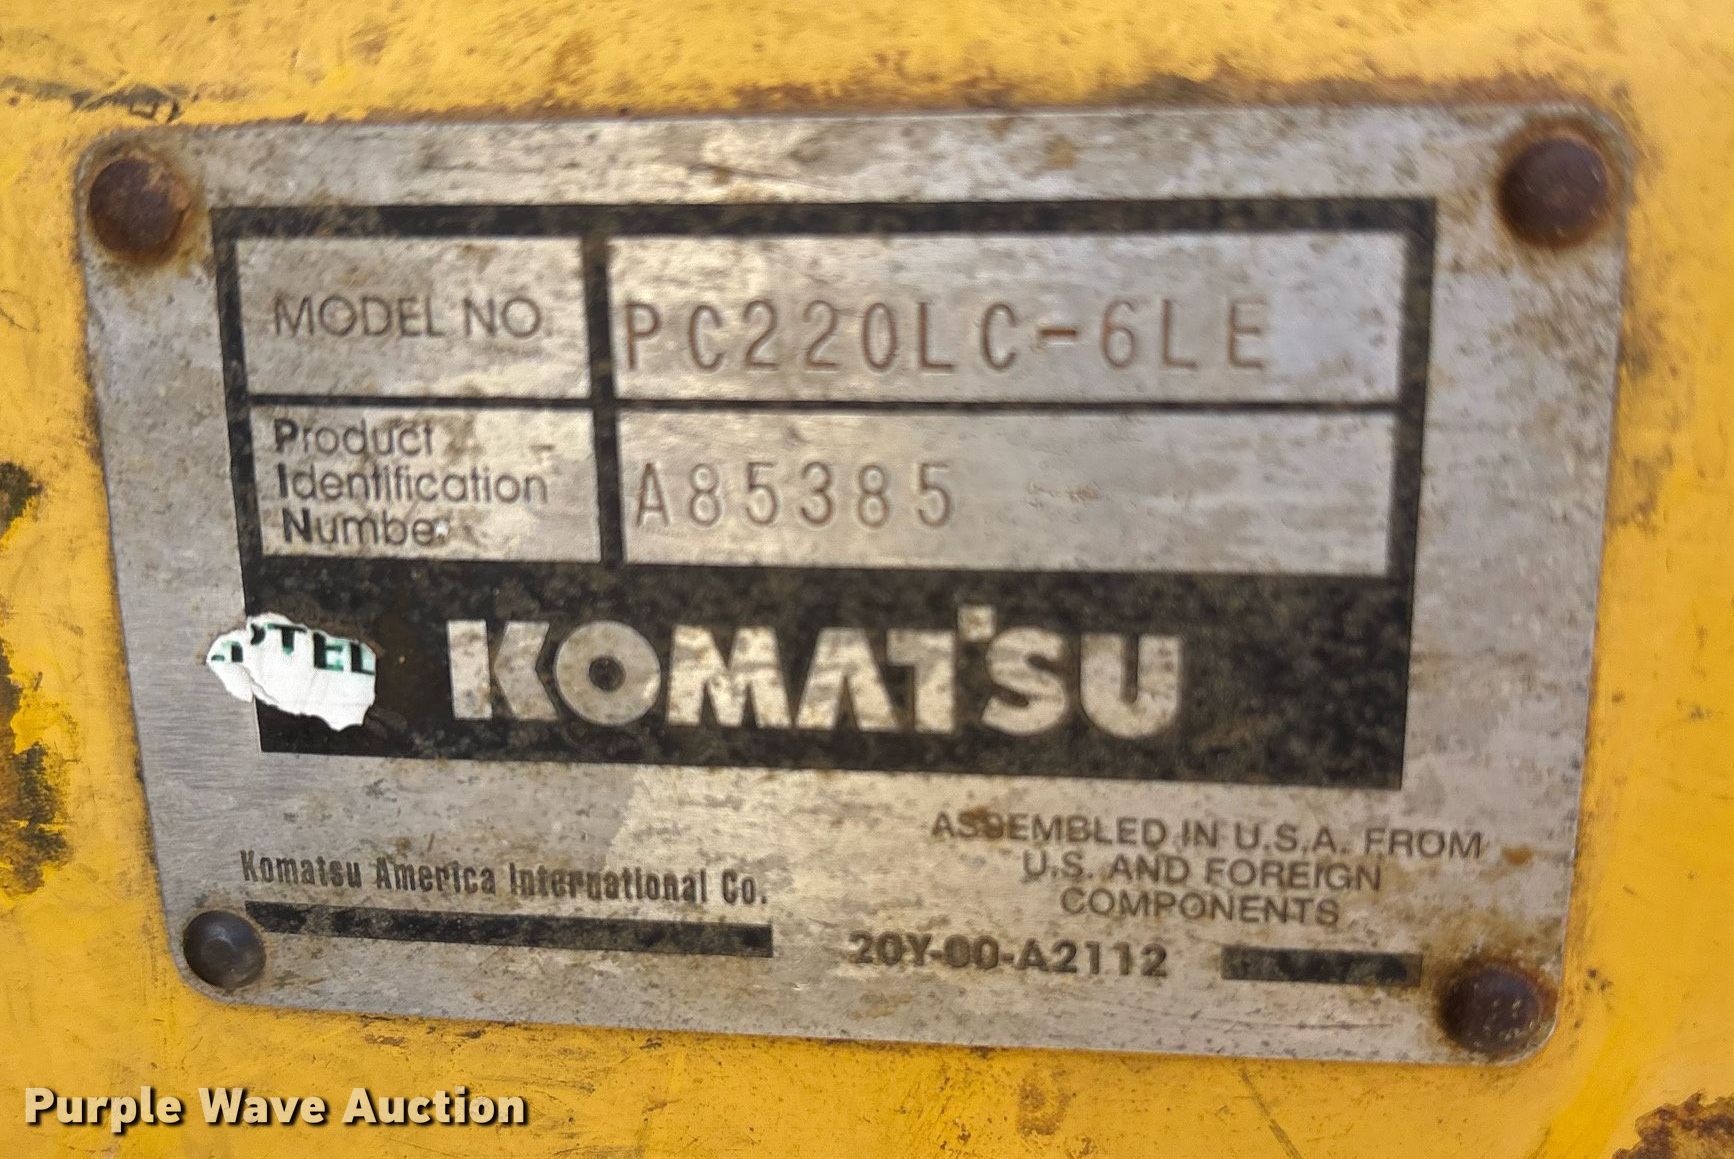 MODEL NO. PC220LC-6LE
Product
Identification
Number
A85385
KOMATSU
Komatsu America International Co.
ASSEMBLED IN U.S.A. FROM
U.S. AND FOREIGN
COMPONENTS
20Y-00-A2112
Purple Wave Auction